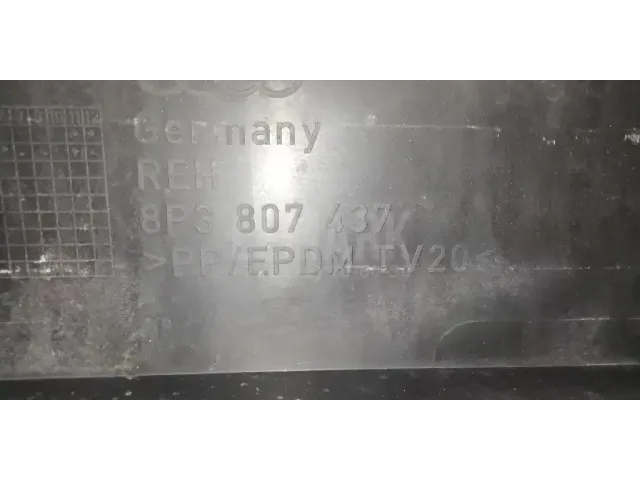 Germany
REH
8P3 807 437
>PP/EPDM TV20<